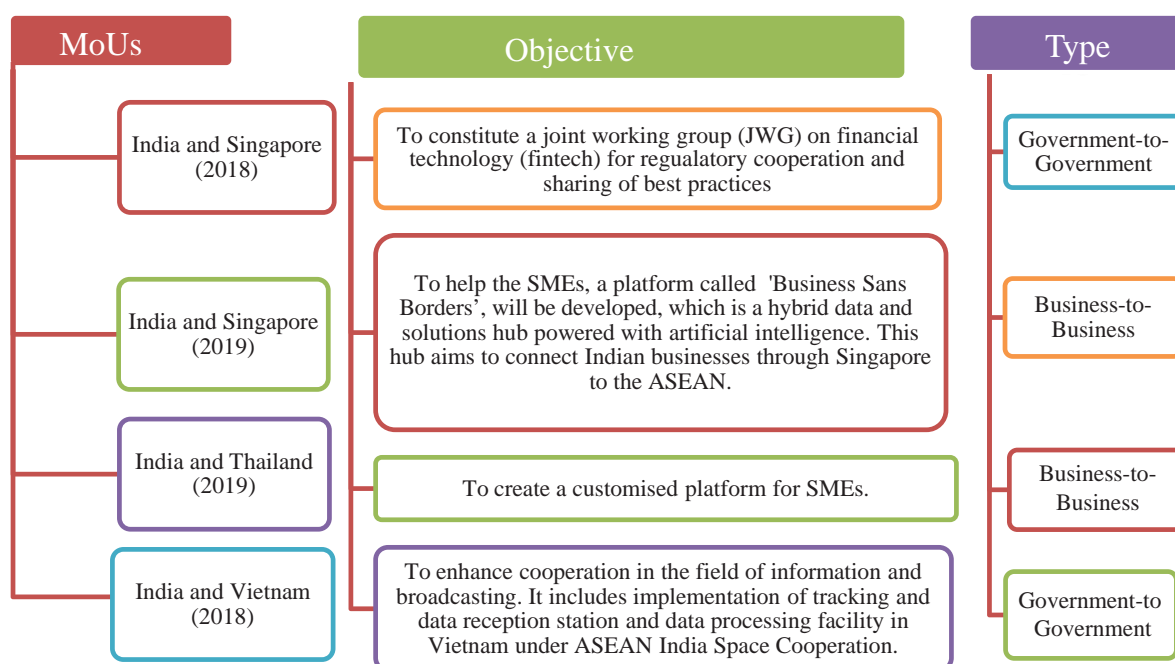 MoUs
Objective
Type
India and Singapore
(2018)
To constitute a joint working group (JWG) on financial
technology (fintech) for regualatory cooperation and
sharing of best practices
Government-to-
Government
India and Singapore
(2019)
To help the SMEs, a platform called 'Business Sans
Borders’, will be developed, which is a hybrid data and
solutions hub powered with artificial intelligence. This
hub aims to connect Indian businesses through Singapore
to the ASEAN.
Business-to-
Business
India and Thailand
(2019)
To create a customised platform for SMEs.
Business-to-
Business
India and Vietnam
(2018)
To enhance cooperation in the field of information and
broadcasting. It includes implementation of tracking and
data reception station and data processing facility in
Vietnam under ASEAN India Space Cooperation.
Government-to
Government